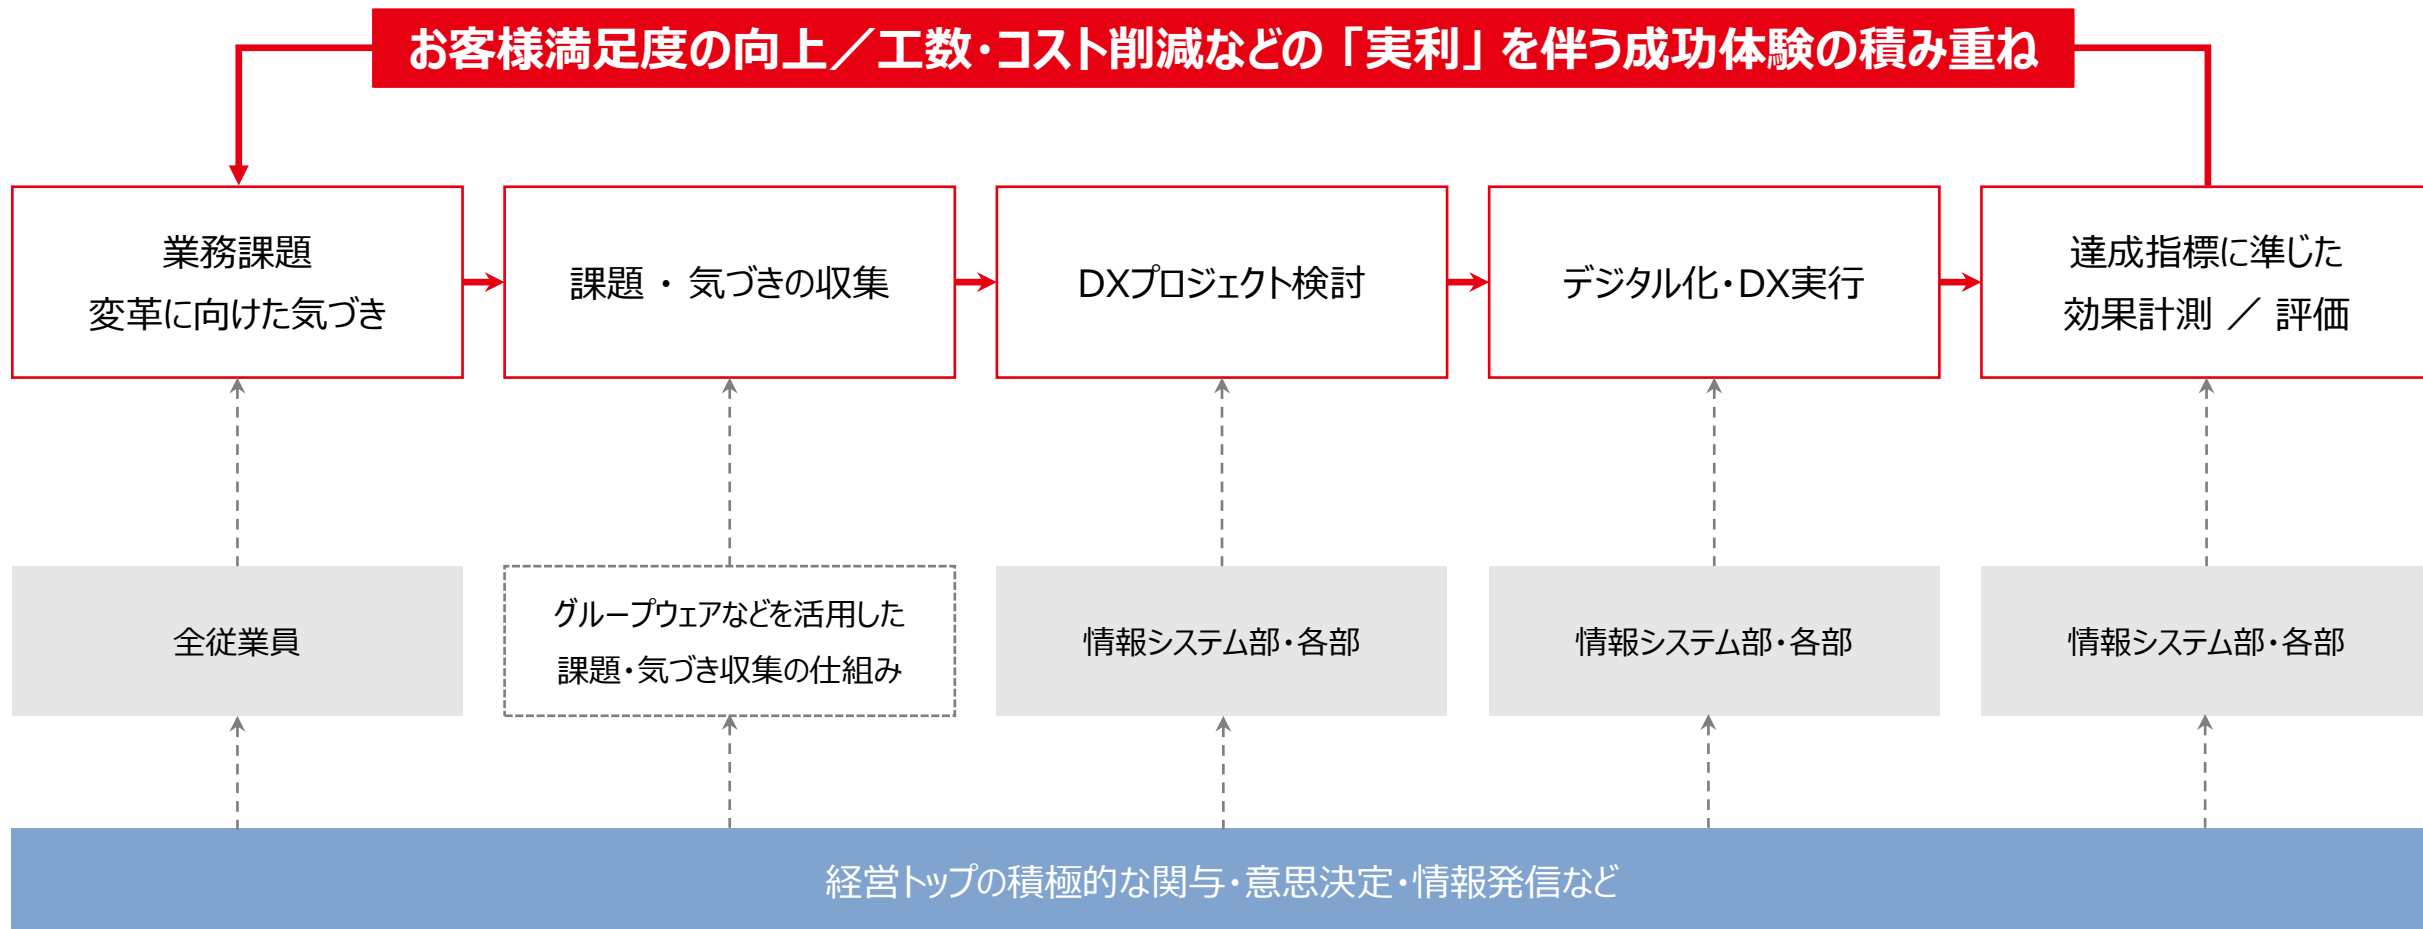 お客様満足度の向上／工数・コスト削減などの「実利」を伴う成功体験の積み重ね
業務課題
変革に向けた気づき
課題・気づきの収集
DXプロジェクト検討
デジタル化・DX実行
達成指標に準じた
効果計測／評価
全従業員
グループウェアなどを活用した
課題・気づき収集の仕組み
情報システム部・各部
情報システム部・各部
情報システム部・各部
経営トップの積極的な関与・意思決定・情報発信など